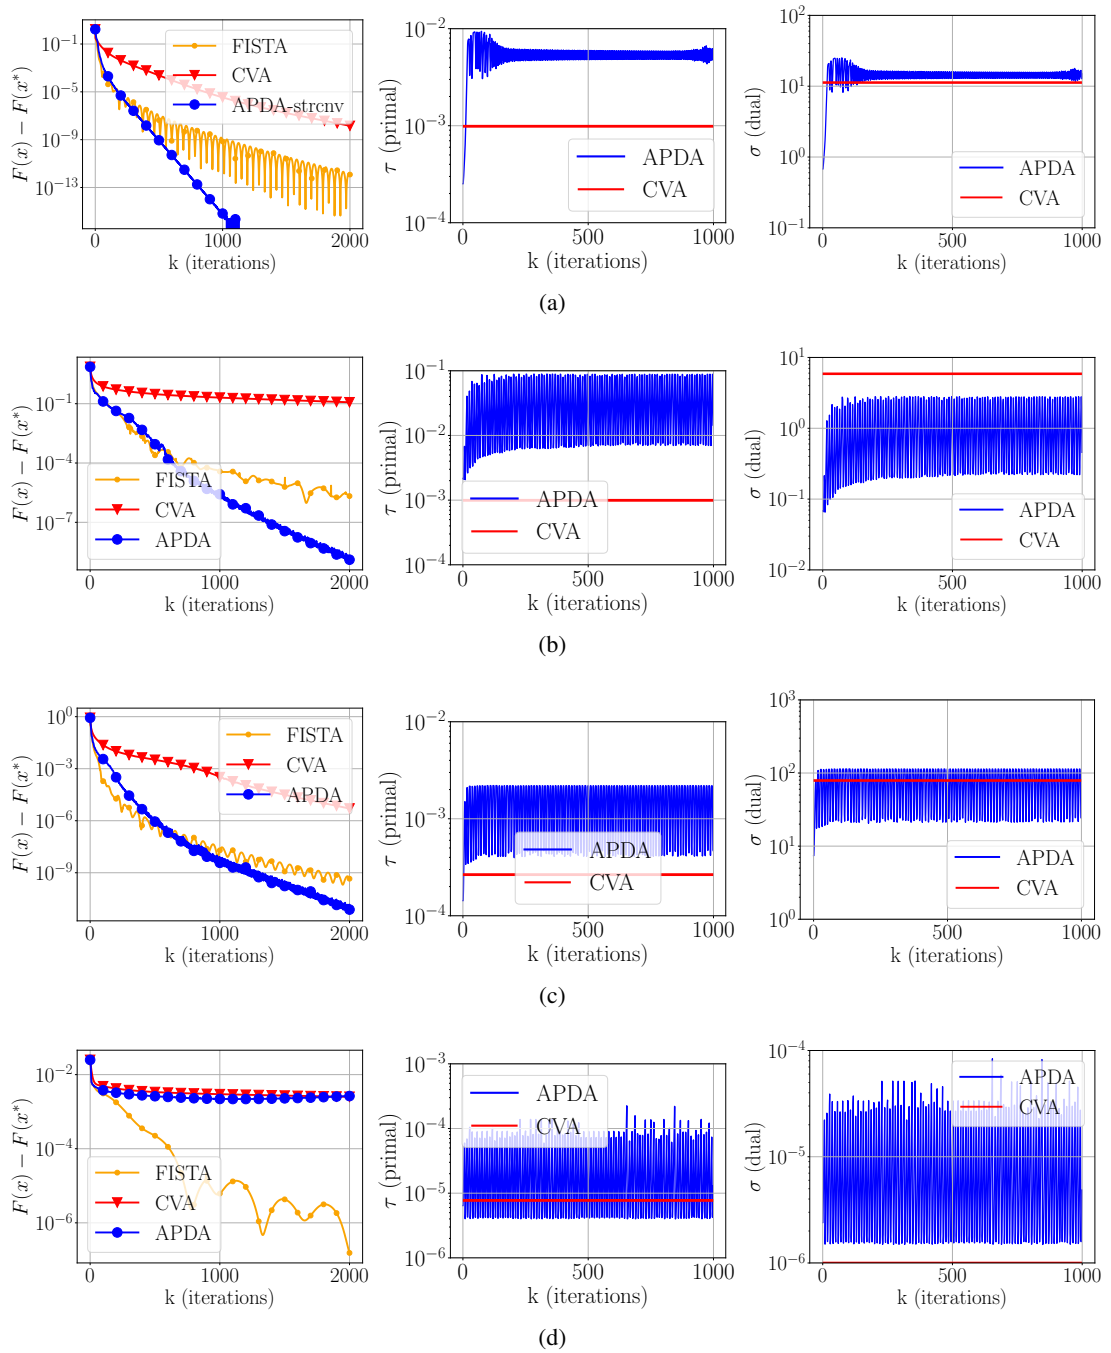 F(x) − F(x*)
10^−1
10^−5
10^−9
10^−13
0
1000
2000
k (iterations)
FISTA
CVA
APDA-strcnv
τ (primal)
10^−2
10^−3
10^−4
0
500
1000
k (iterations)
APDA
CVA
σ (dual)
10^2
10^1
10^0
10^−1
0
500
1000
k (iterations)
APDA
CVA
(a)
F(x) − F(x*)
10^−1
10^−4
10^−7
0
1000
2000
k (iterations)
FISTA
CVA
APDA
τ (primal)
10^−1
10^−2
10^−3
10^−4
0
500
1000
k (iterations)
APDA
CVA
σ (dual)
10^1
10^0
10^−1
10^−2
0
500
1000
k (iterations)
APDA
CVA
(b)
F(x) − F(x*)
10^0
10^−3
10^−6
10^−9
0
1000
2000
k (iterations)
FISTA
CVA
APDA
τ (primal)
10^−2
10^−3
10^−4
0
500
1000
k (iterations)
APDA
CVA
σ (dual)
10^3
10^2
10^1
10^0
0
500
1000
k (iterations)
APDA
CVA
(c)
F(x) − F(x*)
10^−2
10^−4
10^−6
0
1000
2000
k (iterations)
FISTA
CVA
APDA
τ (primal)
10^−3
10^−4
10^−5
10^−6
0
500
1000
k (iterations)
APDA
CVA
σ (dual)
10^−4
10^−5
10^−6
0
500
1000
k (iterations)
APDA
CVA
(d)